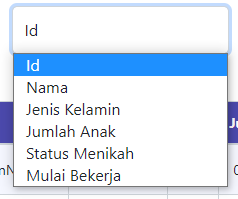 Id
Id
Nama
Jenis Kelamin
Jumlah Anak
Status Menikah
Mulai Bekerja